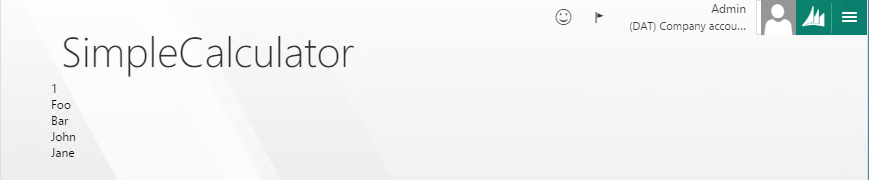 Admin
(DAT) Company accou...
SimpleCalculator
1
Foo
Bar
John
Jane